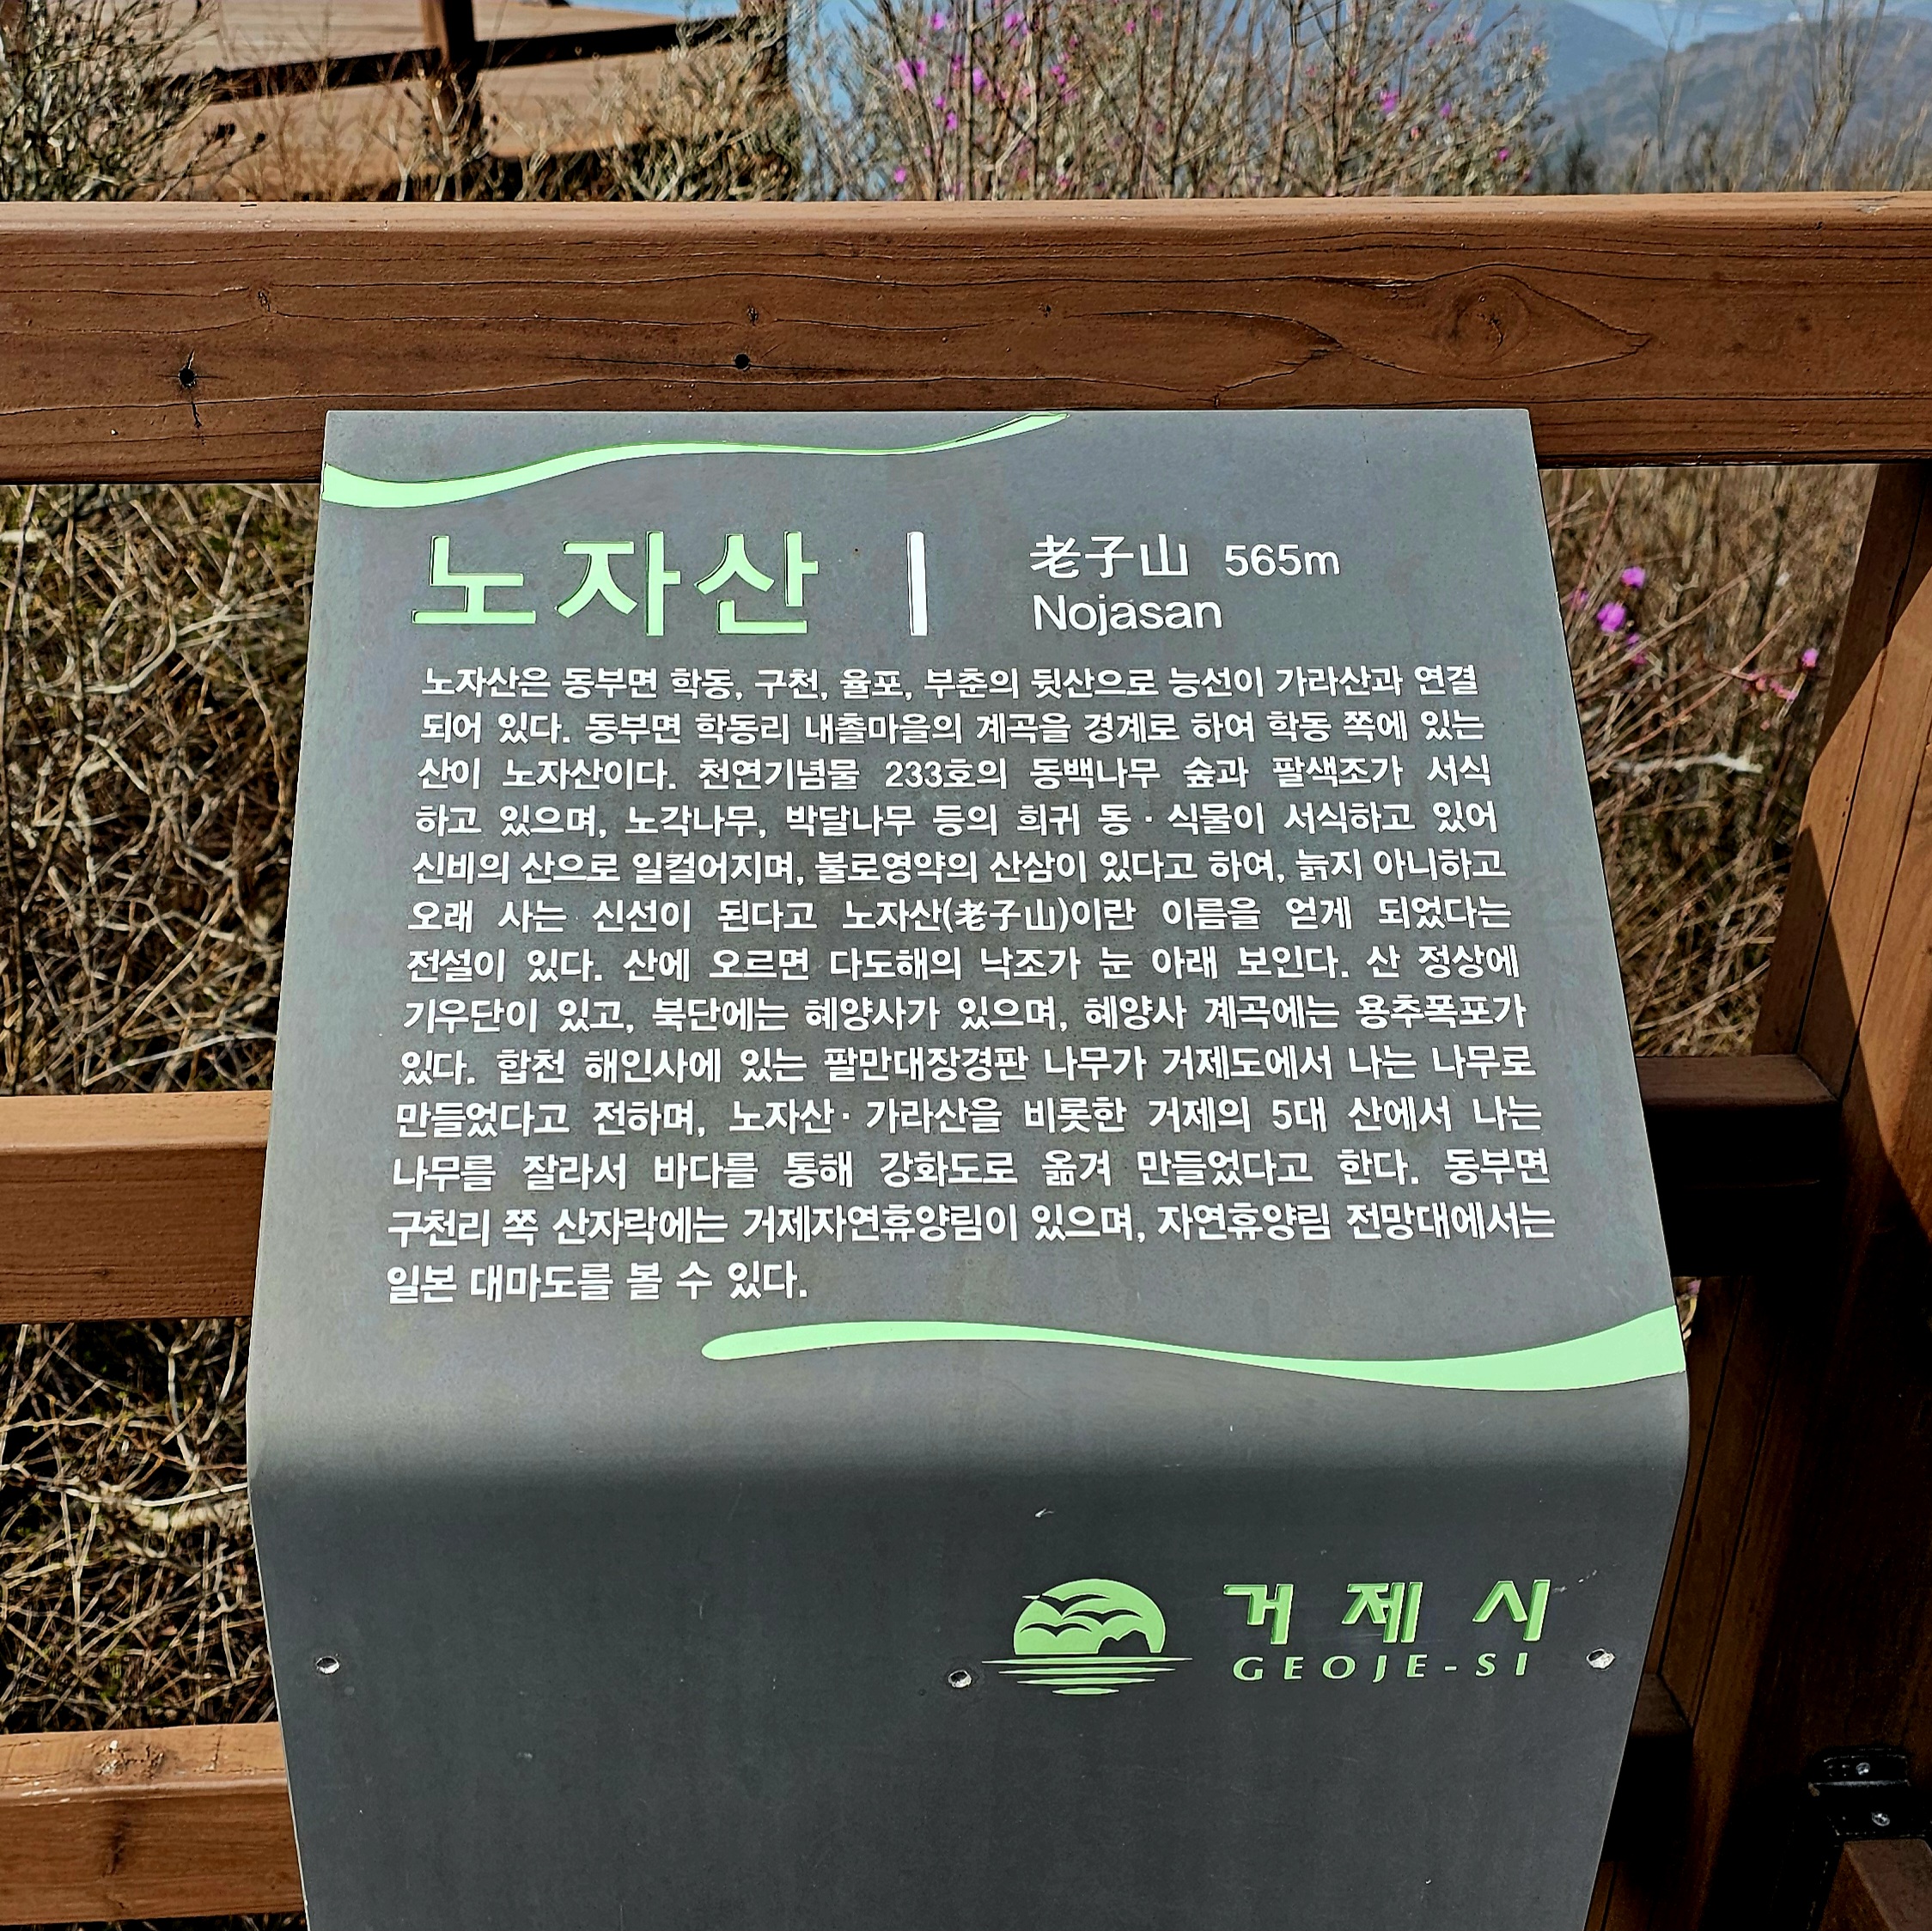 노자산 | 老子山 565m
Nojasan
노자산은 동부면 학동, 구천, 율포, 부춘의 뒷산으로 능선이 가라산과 연결
되어 있다. 동부면 학동리 내촐마을의 계곡을 경계로 하여 학동 쪽에 있는
산이 노자산이다. 천연기념물 233호의 동백나무 숲과 팔색조가 서식
하고 있으며, 노각나무, 박달나무 등의 희귀 동·식물이 서식하고 있어
신비의 산으로 일컬어지며, 불로영약의 산삼이 있다고 하여, 늙지 아니하고
오래 사는 신선이 된다고 노자산(老子山)이란 이름을 얻게 되었다는
전설이 있다. 산에 오르면 다도해의 낙조가 눈 아래 보인다. 산 정상에
기우단이 있고, 북단에는 혜양사가 있으며, 혜양사 계곡에는 용추폭포가
있다. 합천 해인사에 있는 팔만대장경판 나무가 거제도에서 나는 나무로
만들었다고 전하며, 노자산·가라산을 비롯한 거제의 5대 산에서 나는
나무를 잘라서 바다를 통해 강화도로 옮겨 만들었다고 한다. 동부면
구천리 쪽 산자락에는 거제자연휴양림이 있으며, 자연휴양림 전망대에서는
일본 대마도를 볼 수 있다.
거제시
GEOJE-SI